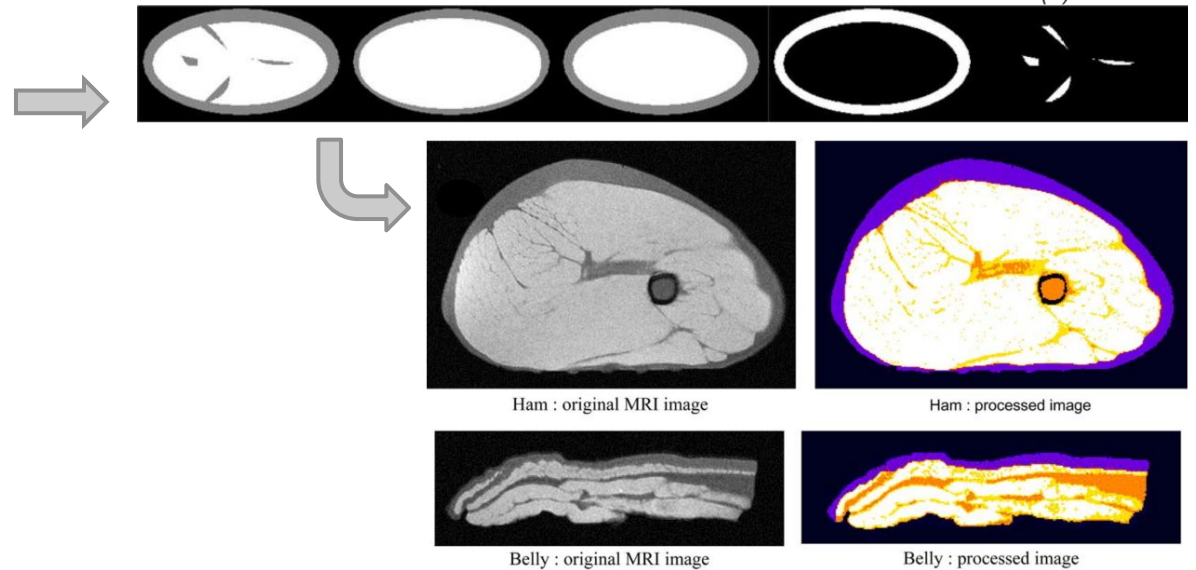 Ham : original MRI image
Ham : processed image
Belly : original MRI image
Belly : processed image